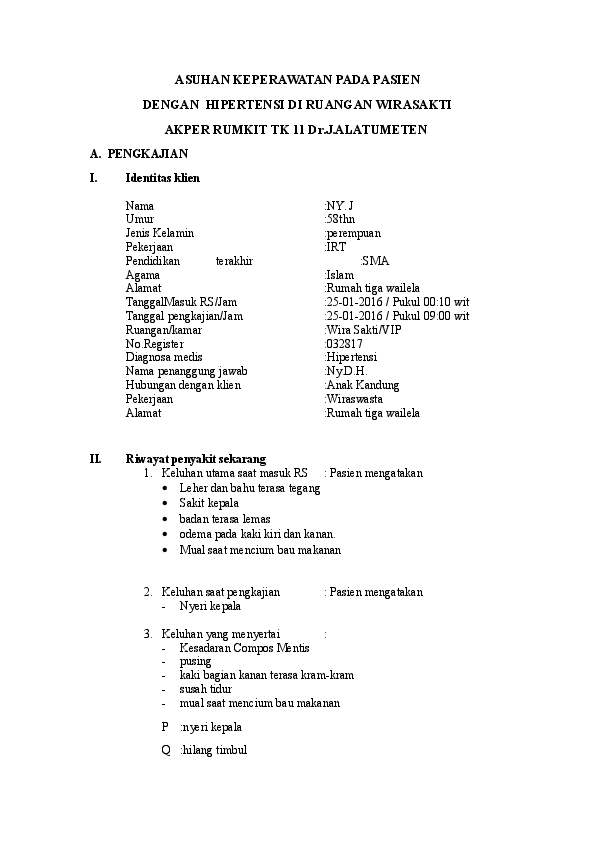 ASUHAN KEPERAWATAN PADA PASIEN
DENGAN HIPERTENSI DI RUANGAN WIRASAKTI
AKPER RUMKIT TK 11 Dr.J.ALATUMETEN
A. PENGKAJIAN
I. Identitas klien
Nama :NY. J
Umur :58thn
Jenis Kelamin :perempuan
Pekerjaan :IRT
Pendidikan terakhir :SMA
Agama :Islam
Alamat :Rumah tiga wailela
TanggalMasuk RS/Jam :25-01-2016 / Pukul 00:10 wit
Tanggal pengkajian/Jam :25-01-2016 / Pukul 09:00 wit
Ruangan/kamar :Wira Sakti/VIP
No.Register :032817
Diagnosa medis :Hipertensi
Nama penanggung jawab :Ny.D.H.
Hubungan dengan klien :Anak Kandung
Pekerjaan :Wiraswasta
Alamat :Rumah tiga wailela
II. Riwayat penyakit sekarang
1. Keluhan utama saat masuk RS : Pasien mengatakan
• Leher dan bahu terasa tegang
• Sakit kepala
• badan terasa lemas
• odema pada kaki kiri dan kanan.
• Mual saat mencium bau makanan
2. Keluhan saat pengkajian : Pasien mengatakan
- Nyeri kepala
3. Keluhan yang menyertai :
- Kesadaran Compos Mentis
- pusing
- kaki bagian kanan terasa kram-kram
- susah tidur
- mual saat mencium bau makanan
P :nyeri kepala
Q :hilang timbul